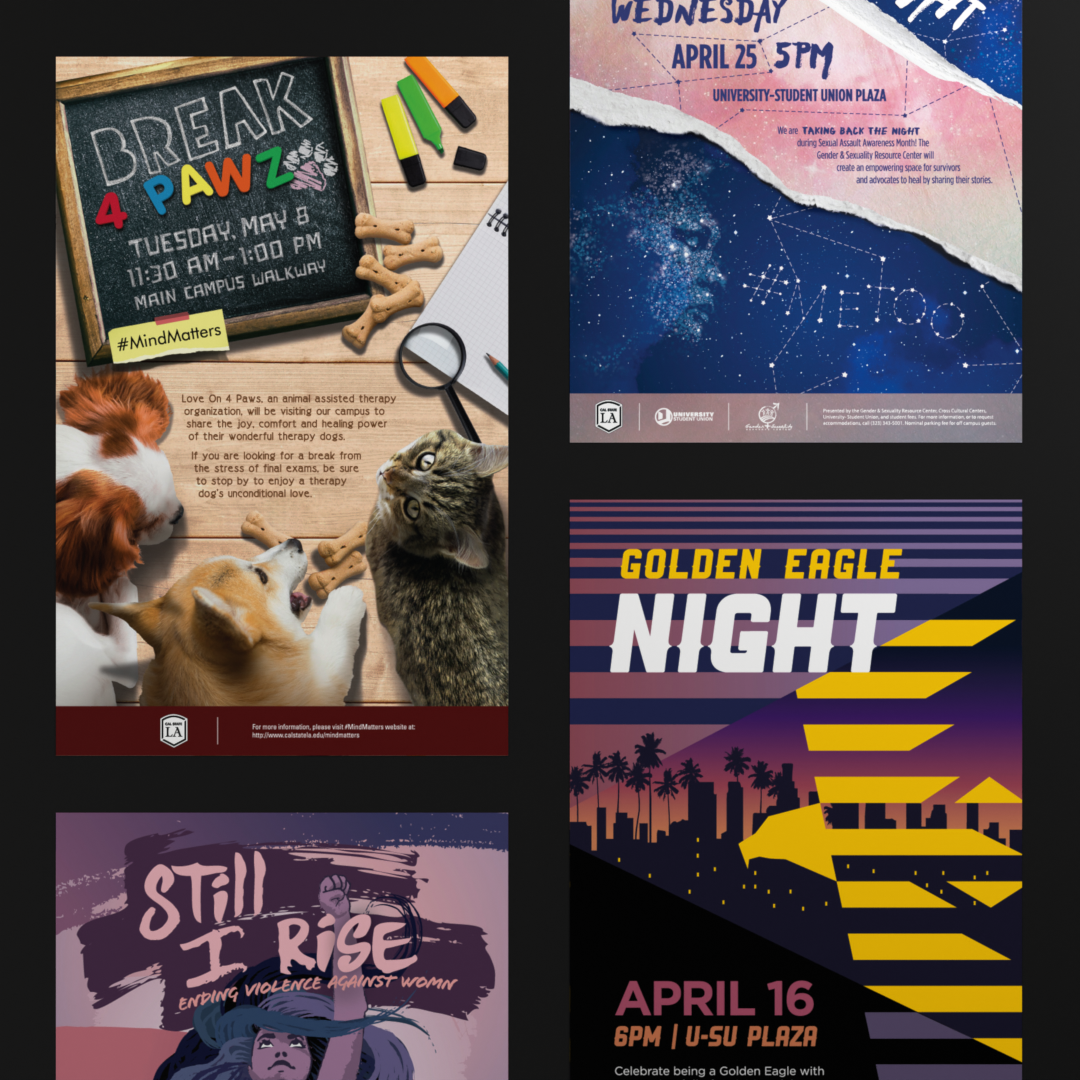 BREAK
4 PAWZ
TUESDAY, MAY 8
11:30 AM-1:00 PM
MAIN CAMPUS WALKWAY
#MindMatters
Love On 4 Paws, an animal assisted therapy
organization, will be visiting our campus to
share the joy, comfort and healing power
of their wonderful therapy dogs.
If you are looking for a break from
the stress of final exams, be sure
to stop by to enjoy a therapy
dog's unconditional love.
CAL STATE
LA
For more information, please visit #MindMatters website at:
http://www.calstatela.edu/mindmatters
STiLL
I RiSE
ENDING VIOLENCE AGAINST WOMN
WEDNESDAY
APRIL 25 5PM
UNIVERSITY-STUDENT UNION PLAZA
We are TAKING BACK THE NIGHT
during Sexual Assault Awareness Month! The
Gender & Sexuality Resource Center will
create an empowering space for survivors
and advocates to heal by sharing their stories.
#METOO
CAL STATE
LA
UNIVERSITY
STUDENT UNION
Presented by the Gender & Sexuality Resource Center, Cross Cultural Centers,
University-Student Union, and student fees. For more information, or to request
accommodations, call (323) 343-5001. Nominal parking fee for off campus guests.
GOLDEN EAGLE
NIGHT
APRIL 16
6PM | U-SU PLAZA
Celebrate being a Golden Eagle with